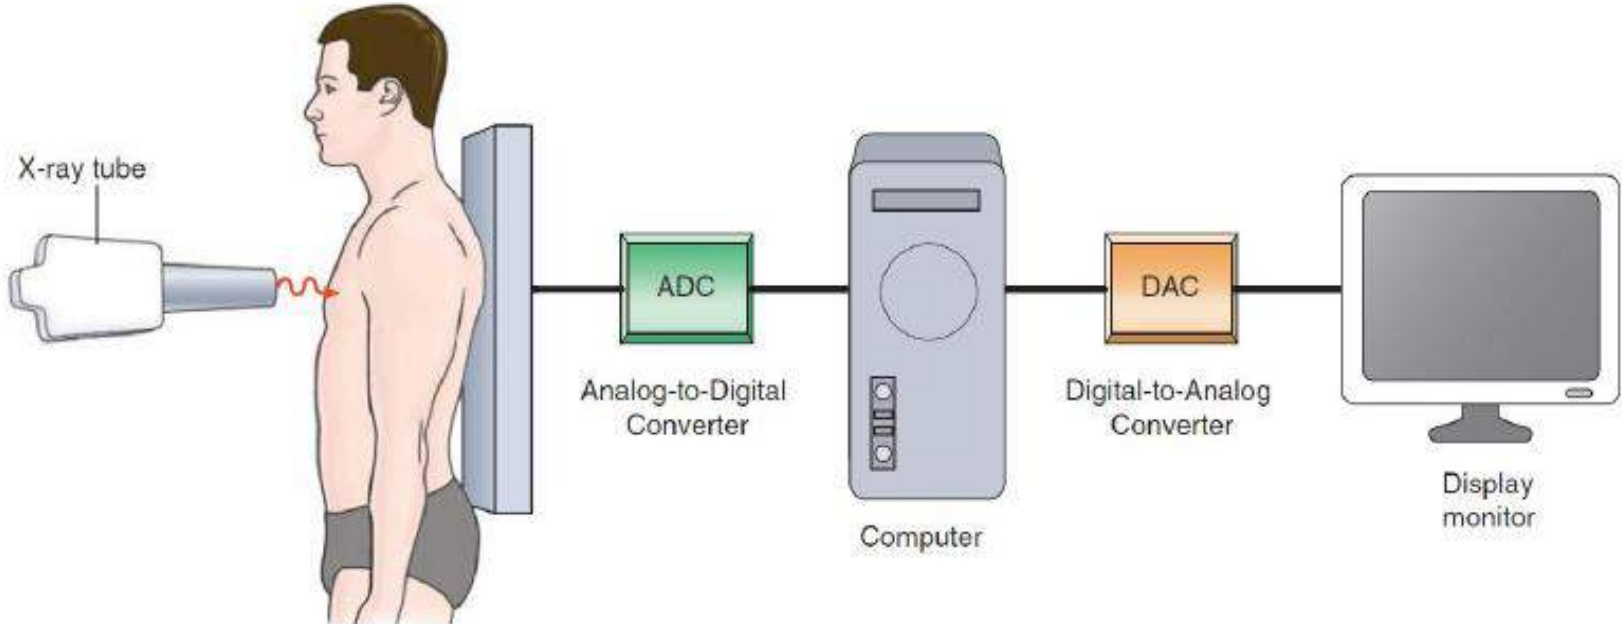 X-ray tube
ADC
Analog-to-Digital
Converter
Computer
DAC
Digital-to-Analog
Converter
Display
monitor